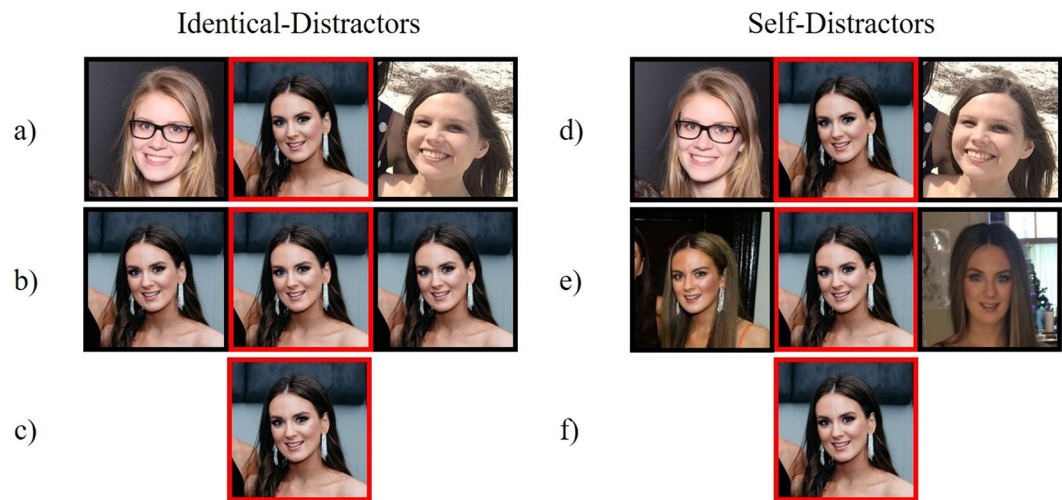 Identical-Distractors
Self-Distractors
a)
d)
b)
e)
c)
f)